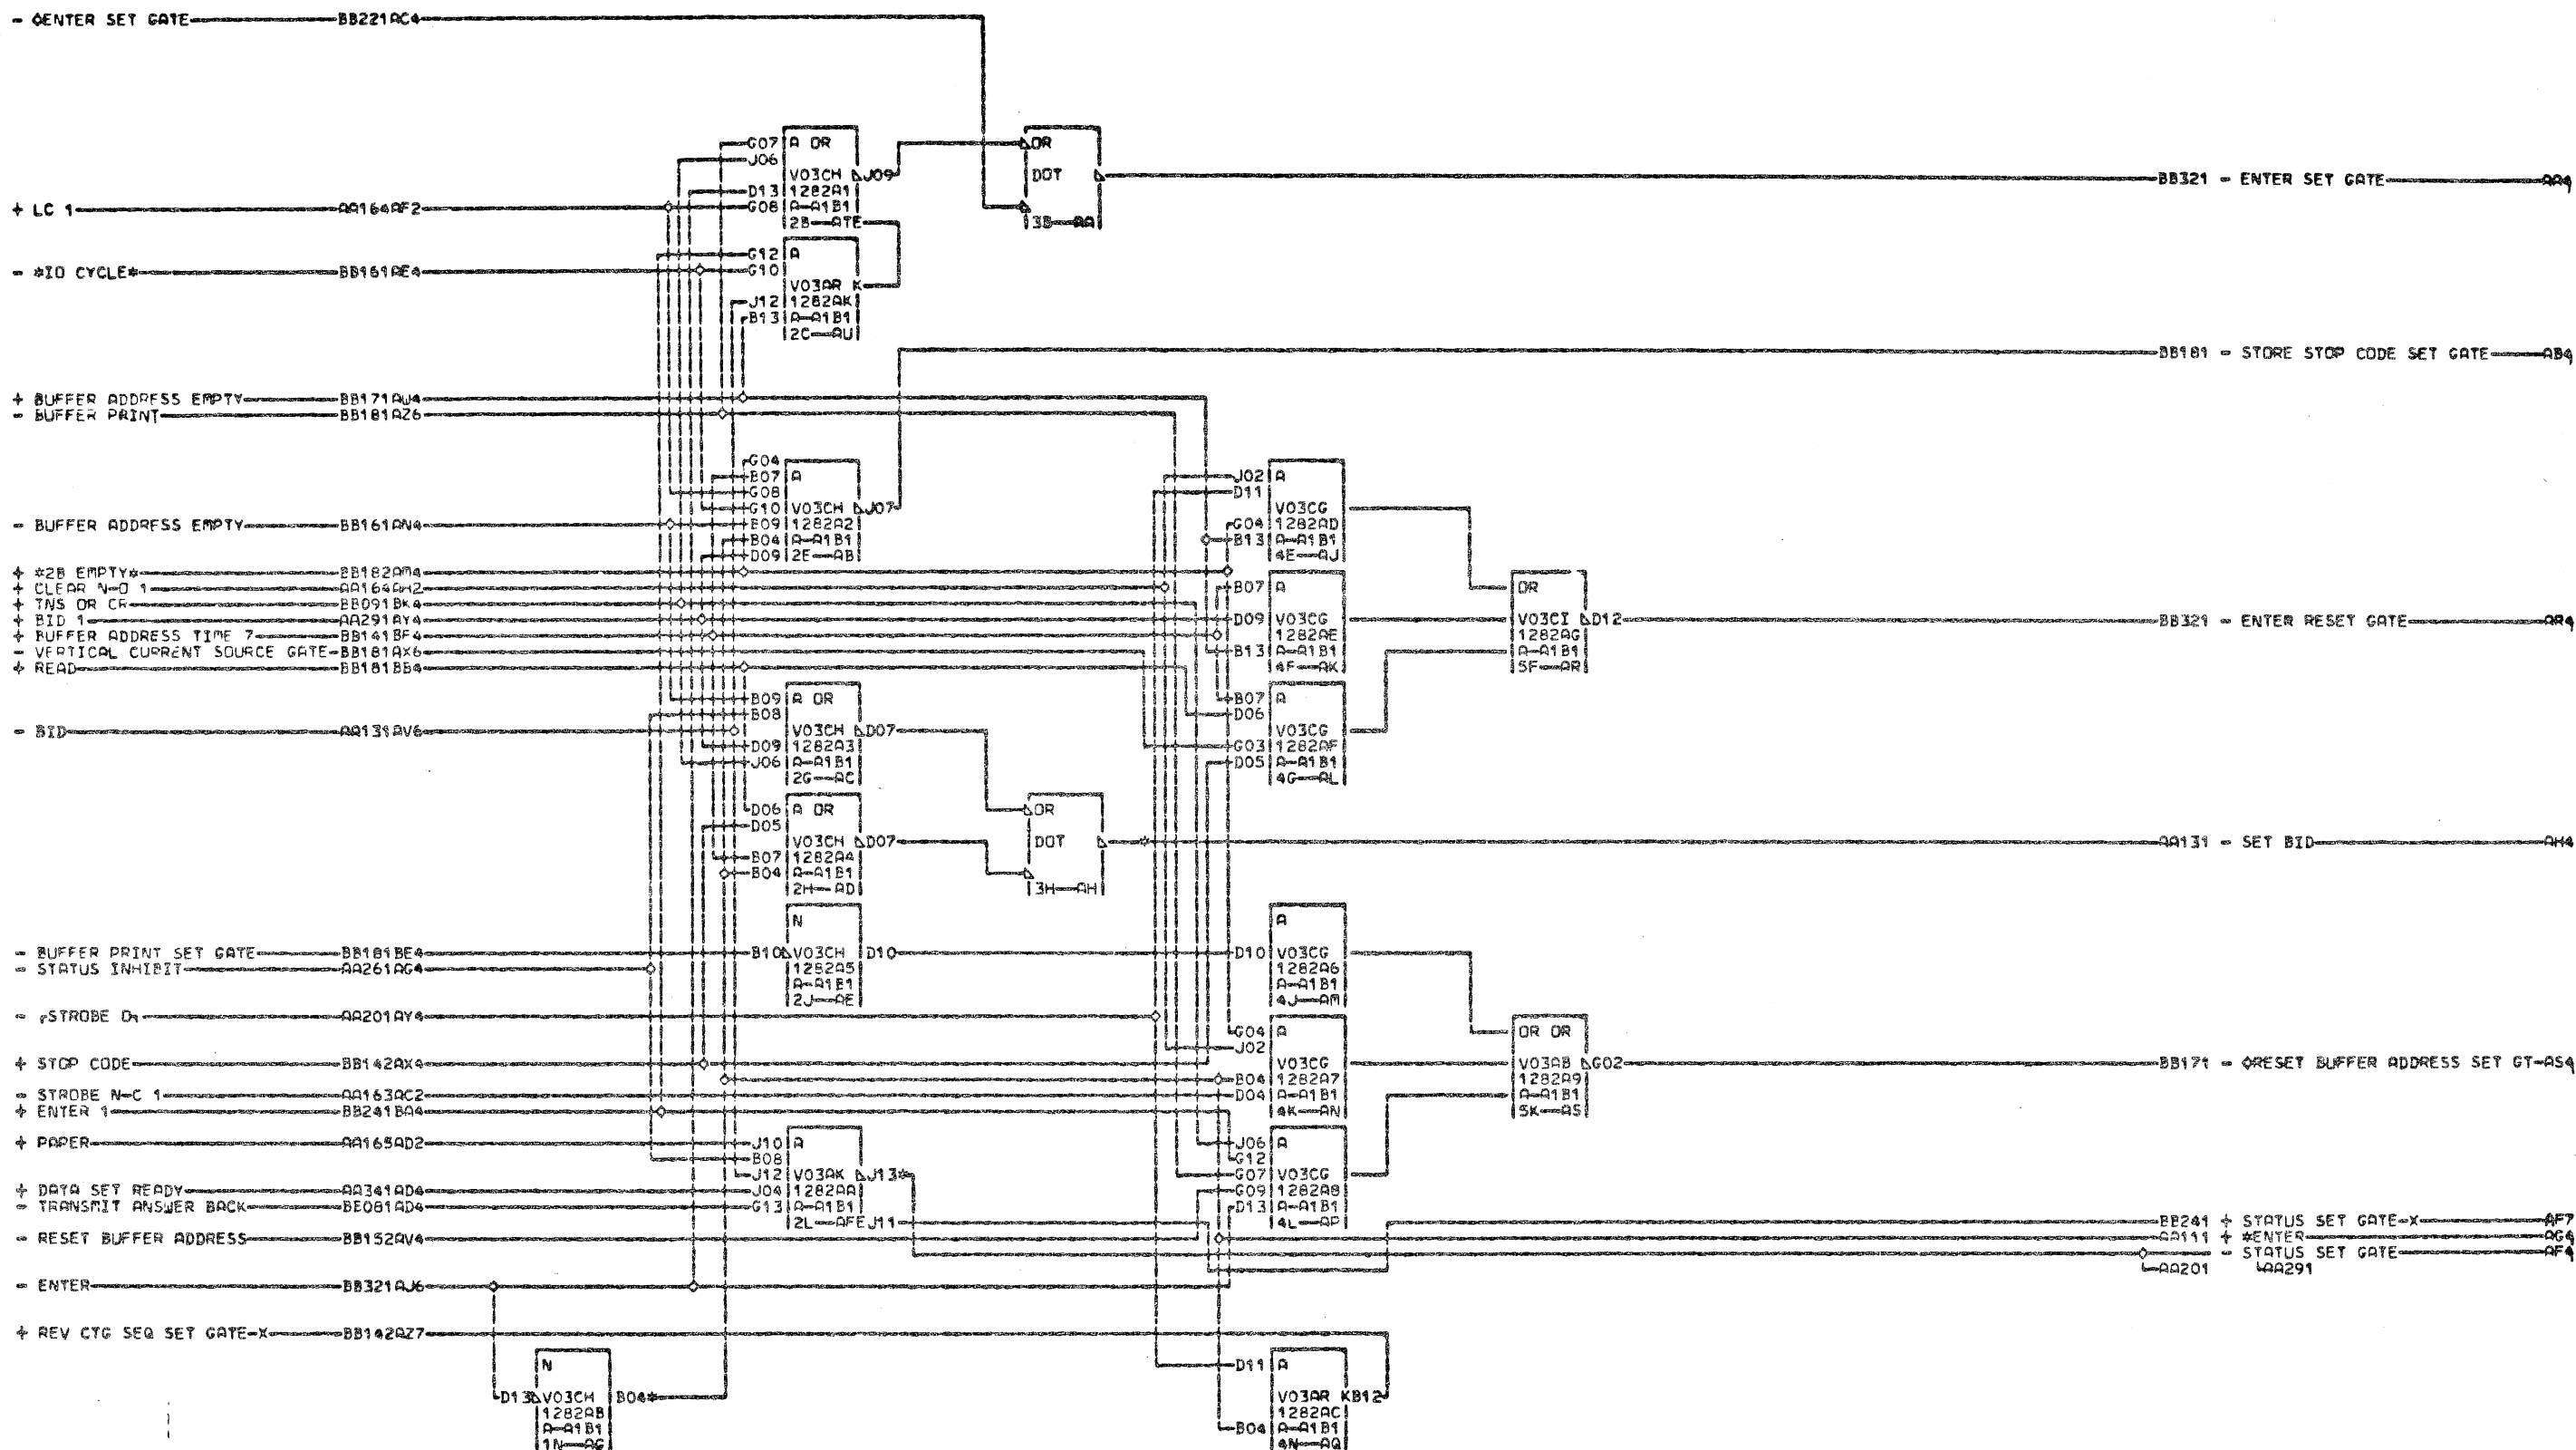 - ◇ENTER SET GATE BB221AC4
G07 A OR
J06
V03CH J09
D13 1282A1
G08 A-A1B1
2B-ATE
OR
DOT
3B-AA
BB321 - ENTER SET GATE AA4
+ LC 1 AA164AF2
- *IO CYCLE* BB161AE4
G12 A
G10
V03AR K
J12 1282AK
B13 A-A1B1
2C-AU
BB181 - STORE STOP CODE SET GATE AB4
+ BUFFER ADDRESS EMPTY BB171AW4
- BUFFER PRINT BB181AZ6
G04
B07 A
G08
G10 V03CH J07
B09 1282A2
B04 A-A1B1
D09 2E-AB
- BUFFER ADDRESS EMPTY BB161AN4
J02 A
D11
V03CG
G04 1282AD
B13 A-A1B1
4E-AJ
+ *2B EMPTY* BB182AM4
+ CLEAR N-O 1 AA164AH2
+ TNS OR CR BB091BK4
+ BID 1 AA291AY4
+ BUFFER ADDRESS TIME 7 BB141BF4
- VERTICAL CURRENT SOURCE GATE-BB181AX6
+ READ BB181BB4
B07 A
D09 V03CG
1282AE
B13 A-A1B1
4F-AK
OR
V03CI D12
1282AG
A-A1B1
5F-AR
BB321 - ENTER RESET GATE AR4
- BID AA131AV6
B09 A OR
B08
V03CH D07
D09 1282A3
J06 A-A1B1
2G-AC
B07 A
D06
V03CG
G03 1282AF
D05 A-A1B1
4G-AL
D06 A OR
D05
V03CH D07
B07 1282A4
B04 A-A1B1
2H-AD
OR
DOT
3H-AH
AA131 - SET BID AH4
- BUFFER PRINT SET GATE BB181BE4
- STATUS INHIBIT AA261AG4
N
B10 V03CH D10
1282A5
A-A1B1
2J-AE
A
D10 V03CG
1282A6
A-A1B1
4J-AM
- STROBE D AA201AY4
+ STOP CODE BB142AX4
- STROBE N-C 1 AA163AC2
+ ENTER 1 BB241BA4
G04 A
J02
V03CG
B04 1282A7
D04 A-A1B1
4K-AN
OR OR
V03AB G02
1282A9
A-A1B1
5K-AS
BB171 - ◇RESET BUFFER ADDRESS SET GT-AS4
+ PAPER AA165AD2
+ DATA SET READY AA341AD4
- TRANSMIT ANSWER BACK BE081AD4
- RESET BUFFER ADDRESS BB152AV4
J10 A
B08
J12 V03AK J13*
J04 1282AA
G13 A-A1B1
2L-AFE J11
J06 A
G12
G07 V03CG
G09 1282A8
D13 A-A1B1
4L-AP
BB241 + STATUS SET GATE-X AF7
AA111 + *ENTER AG4
- STATUS SET GATE AF4
AA201 AA291
- ENTER BB321AJ6
+ REV CTG SEQ SET GATE-X BB142AZ7
N
D13 V03CH B04*
1282AB
A-A1B1
1N-AG
D11 A
V03AR KB12
1282AC
B04 A-A1B1
4N-AQ